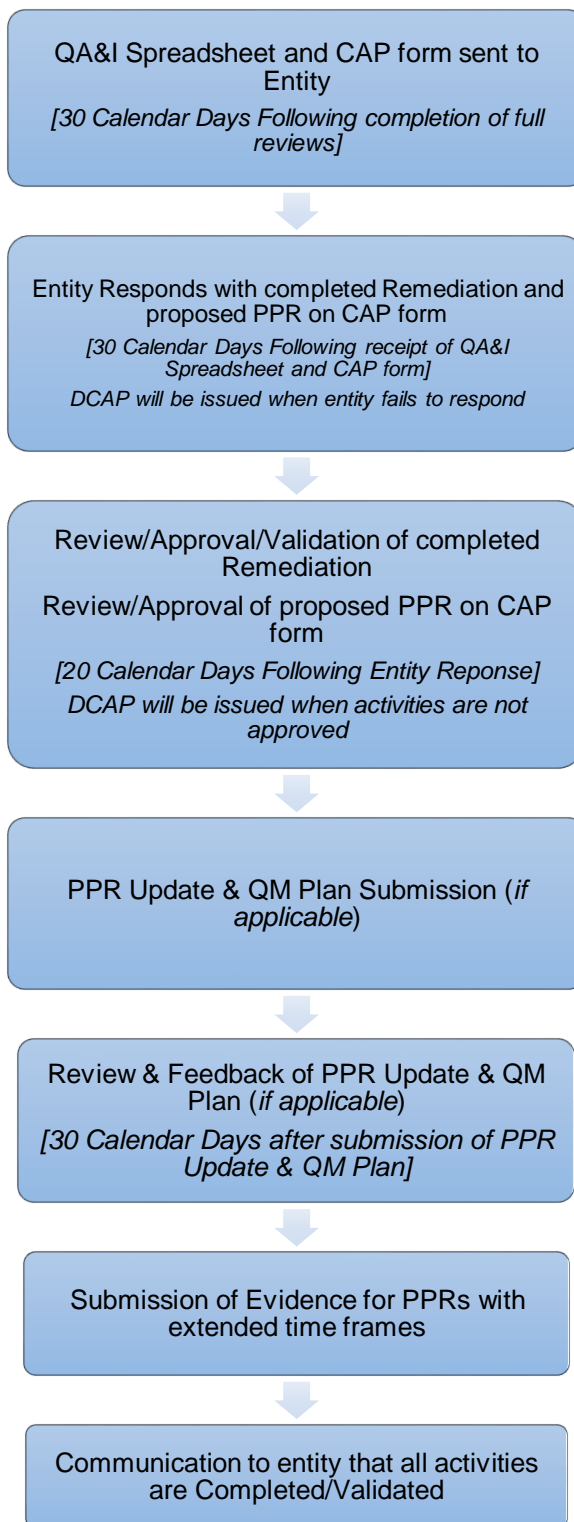 QA&I Spreadsheet and CAP form sent to
Entity
[30 Calendar Days Following completion of full
reviews]
Entity Responds with completed Remediation and
proposed PPR on CAP form
[30 Calendar Days Following receipt of QA&I
Spreadsheet and CAP form]
DCAP will be issued when entity fails to respond
Review/Approval/Validation of completed
Remediation
Review/Approval of proposed PPR on CAP
form
[20 Calendar Days Following Entity Reponse]
DCAP will be issued when activities are not
approved
PPR Update & QM Plan Submission (if
applicable)
Review & Feedback of PPR Update & QM
Plan (if applicable)
[30 Calendar Days after submission of PPR
Update & QM Plan]
Submission of Evidence for PPRs with
extended time frames
Communication to entity that all activities
are Completed/Validated